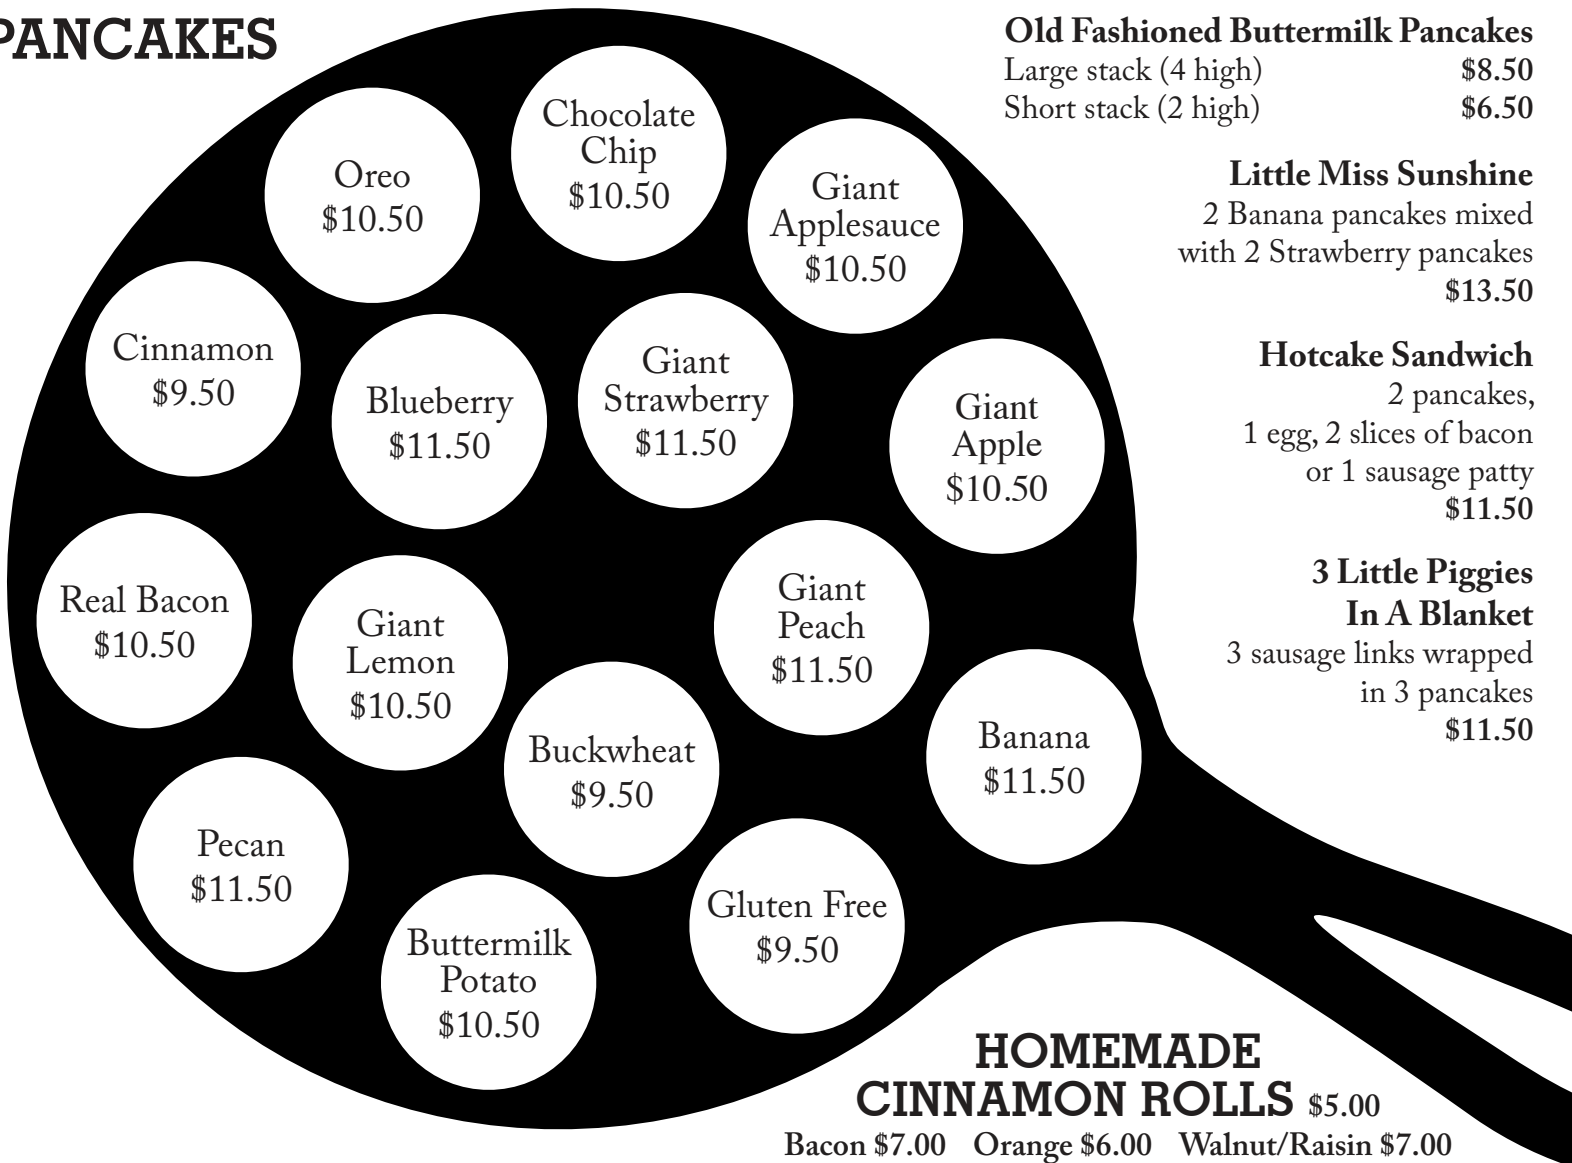 PANCAKES
Oreo
$10.50
Chocolate
Chip
$10.50
Giant
Applesauce
$10.50
Cinnamon
$9.50
Blueberry
$11.50
Giant
Strawberry
$11.50
Giant
Apple
$10.50
Real Bacon
$10.50
Giant
Lemon
$10.50
Giant
Peach
$11.50
Buckwheat
$9.50
Banana
$11.50
Pecan
$11.50
Buttermilk
Potato
$10.50
Gluten Free
$9.50
Old Fashioned Buttermilk Pancakes
Large stack (4 high) $8.50
Short stack (2 high) $6.50
Little Miss Sunshine
2 Banana pancakes mixed
with 2 Strawberry pancakes
$13.50
Hotcake Sandwich
2 pancakes,
1 egg, 2 slices of bacon
or 1 sausage patty
$11.50
3 Little Piggies
In A Blanket
3 sausage links wrapped
in 3 pancakes
$11.50
HOMEMADE
CINNAMON ROLLS $5.00
Bacon $7.00 Orange $6.00 Walnut/Raisin $7.00